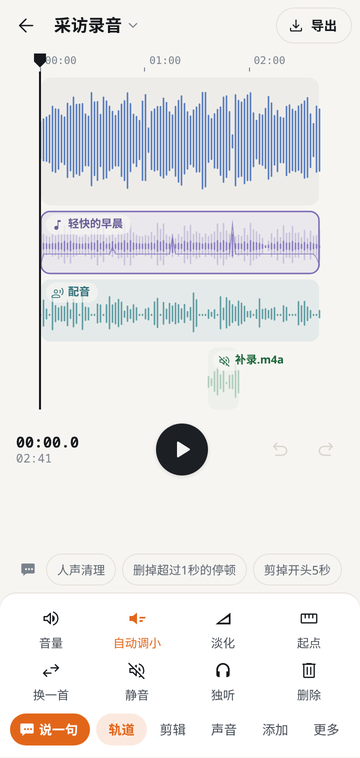 采访录音
导出
00:00 01:00 02:00
轻快的早晨
配音
补录.m4a
00:00.0
02:41
人声清理 删掉超过1秒的停顿 剪掉开头5秒
音量 自动调小 淡化 起点
换一首 静音 独听 删除
说一句 轨道 剪辑 声音 添加 更多